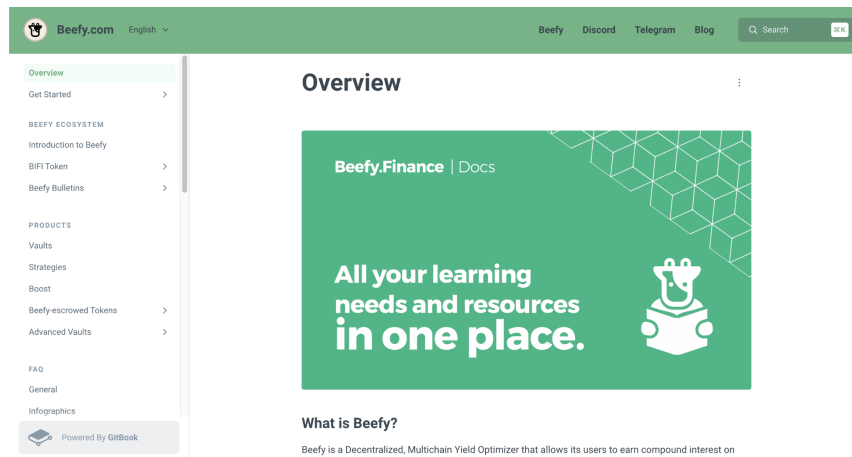 Beefy.com English
Beefy Discord Telegram Blog Search ⌘K
Overview
Get Started
BEEFY ECOSYSTEM
Introduction to Beefy
BIFI Token
Beefy Bulletins
PRODUCTS
Vaults
Strategies
Boost
Beefy-escrowed Tokens
Advanced Vaults
FAQ
General
Infographics
Powered By GitBook
Overview
Beefy.Finance | Docs
All your learning
needs and resources
in one place.
What is Beefy?
Beefy is a Decentralized, Multichain Yield Optimizer that allows its users to earn compound interest on